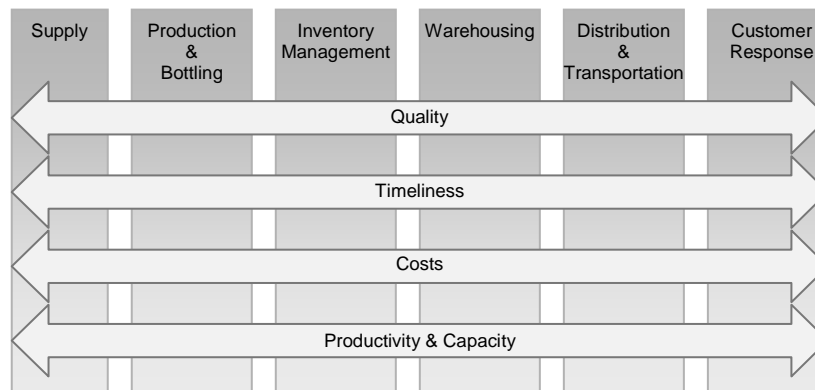 Supply
Production
&
Bottling
Inventory
Management
Warehousing
Distribution
&
Transportation
Customer
Response
Quality
Timeliness
Costs
Productivity & Capacity